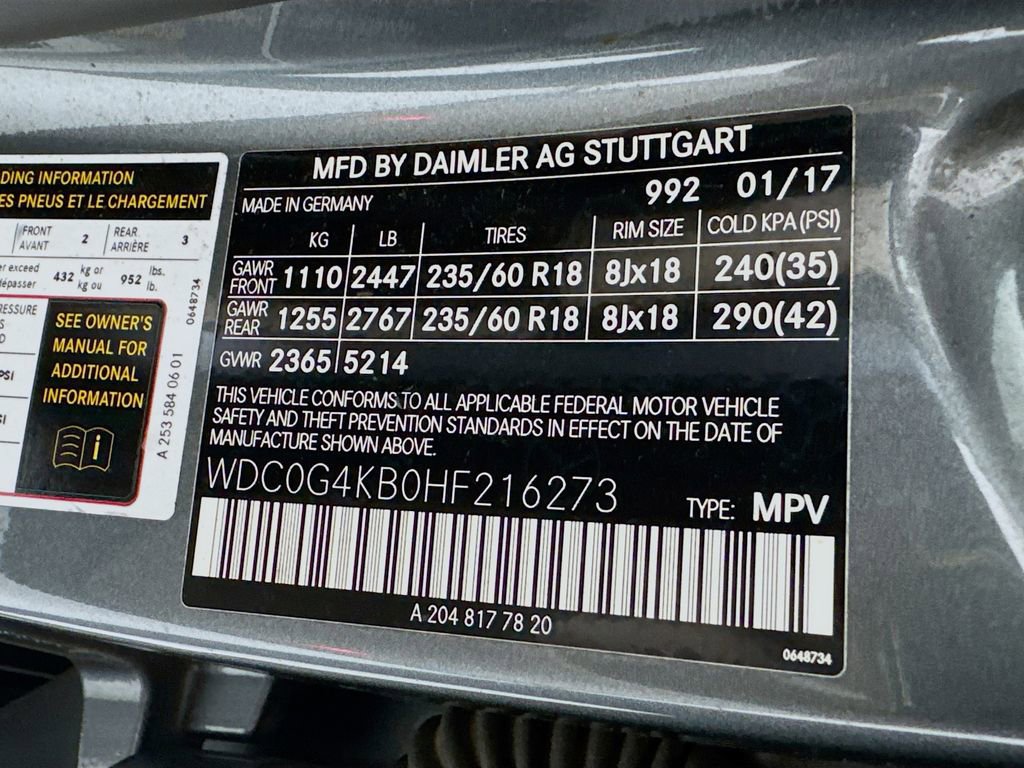 DING INFORMATION
ES PNEUS ET LE CHARGEMENT
FRONT AVANT 2 REAR ARRIÈRE 3
er exceed dépasser 432 kg or kg ou 952 lbs. lb.
RESSURE
PSI
SEE OWNER'S
MANUAL FOR
ADDITIONAL
INFORMATION
i
0648734
A 253 584 06 01
MFD BY DAIMLER AG STUTTGART
MADE IN GERMANY 992 01/17
KG LB TIRES RIM SIZE COLD KPA(PSI)
GAWR FRONT 1110 2447 235/60 R18 8Jx18 240(35)
GAWR REAR 1255 2767 235/60 R18 8Jx18 290(42)
GVWR 2365 5214
THIS VEHICLE CONFORMS TO ALL APPLICABLE FEDERAL MOTOR VEHICLE
SAFETY AND THEFT PREVENTION STANDARDS IN EFFECT ON THE DATE OF
MANUFACTURE SHOWN ABOVE.
WDC0G4KB0HF216273 TYPE: MPV
A 204 817 78 20
0648734